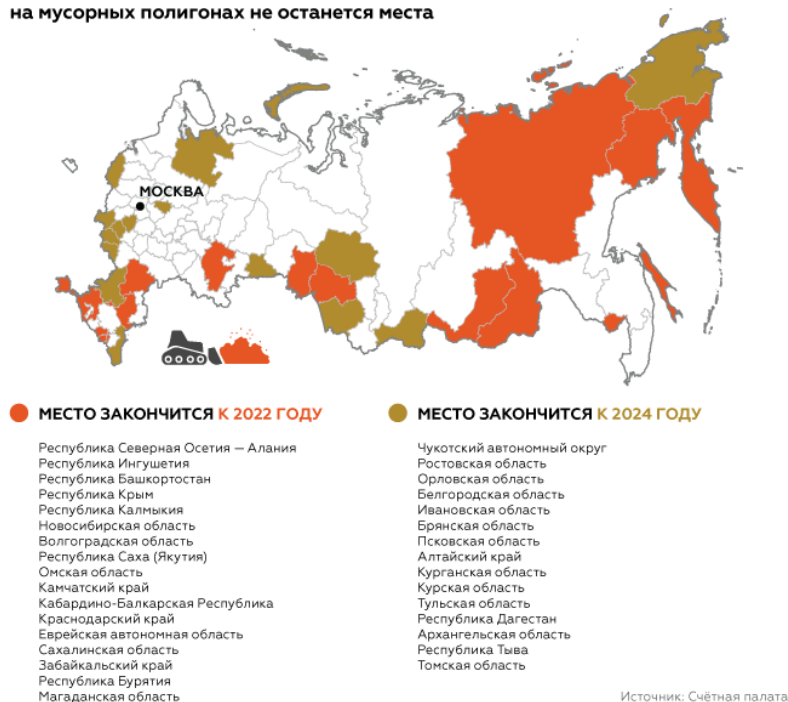 на мусорных полигонах не останется места
МОСКВА
МЕСТО ЗАКОНЧИТСЯ К 2022 ГОДУ
Республика Северная Осетия — Алания
Республика Ингушетия
Республика Башкортостан
Республика Крым
Республика Калмыкия
Новосибирская область
Волгоградская область
Республика Саха (Якутия)
Омская область
Камчатский край
Кабардино-Балкарская Республика
Краснодарский край
Еврейская автономная область
Сахалинская область
Забайкальский край
Республика Бурятия
Магаданская область
МЕСТО ЗАКОНЧИТСЯ К 2024 ГОДУ
Чукотский автономный округ
Ростовская область
Орловская область
Белгородская область
Ивановская область
Брянская область
Псковская область
Алтайский край
Курганская область
Курская область
Тульская область
Республика Дагестан
Архангельская область
Республика Тыва
Томская область
Источник: Счётная палата